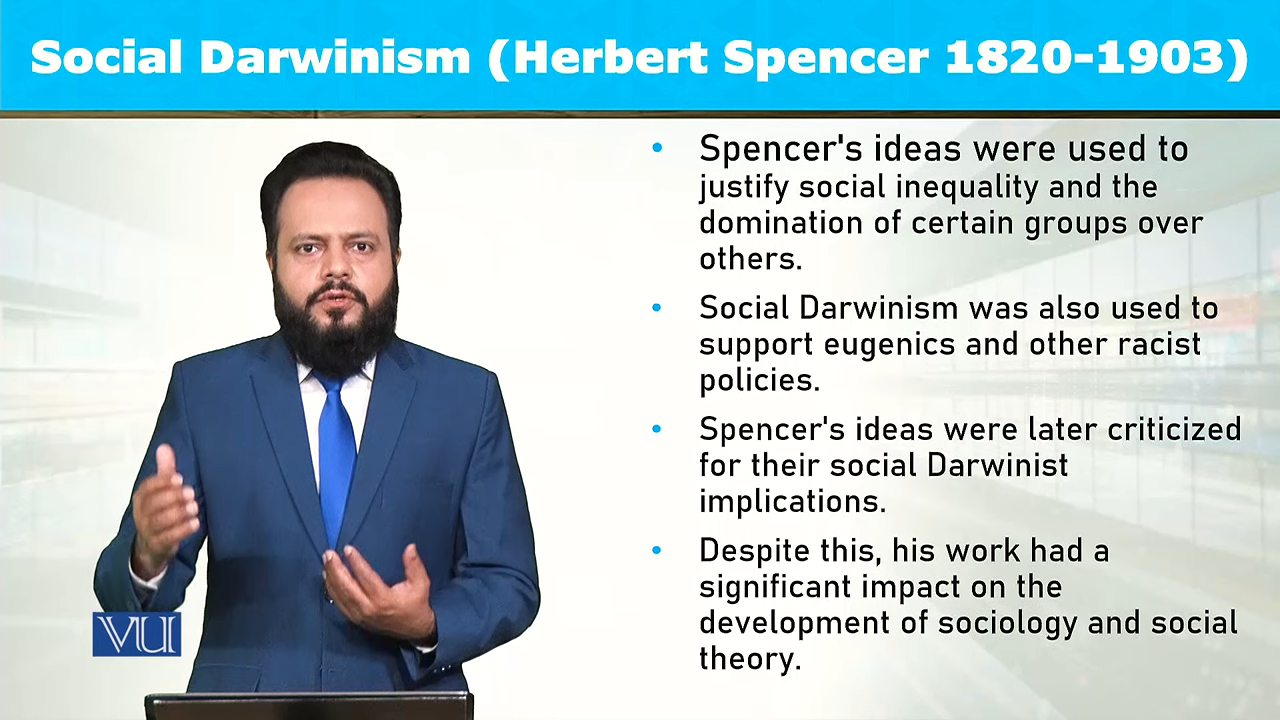 Social Darwinism (Herbert Spencer 1820-1903)
• Spencer's ideas were used to
justify social inequality and the
domination of certain groups over
others.
• Social Darwinism was also used to
support eugenics and other racist
policies.
• Spencer's ideas were later criticized
for their social Darwinist
implications.
• Despite this, his work had a
significant impact on the
development of sociology and social
theory.
VU